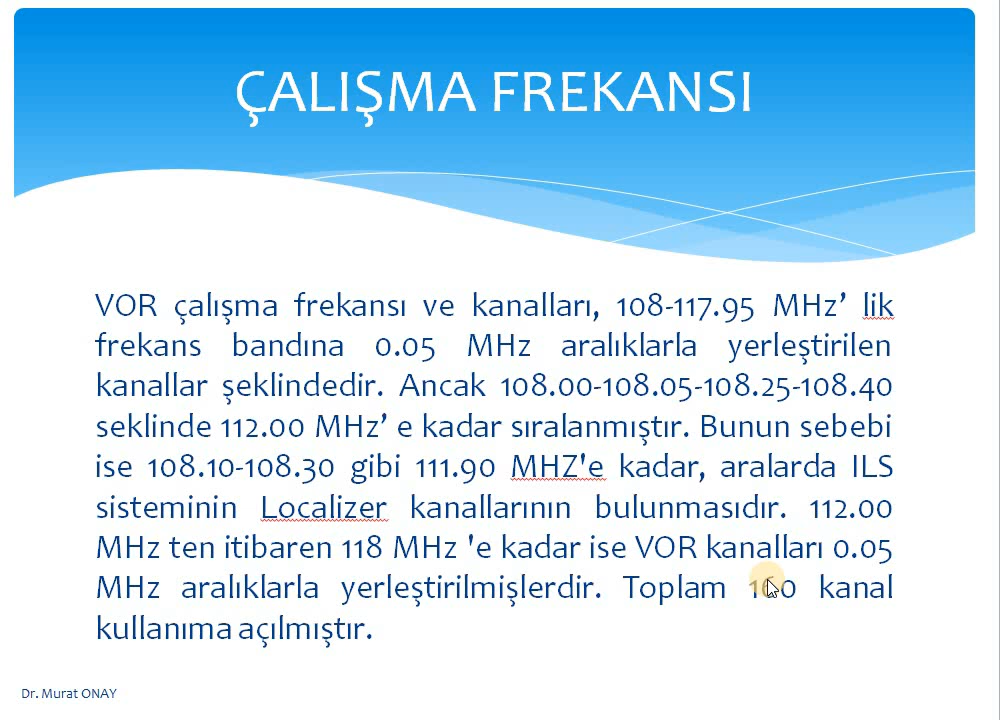 ÇALIŞMA FREKANSI
VOR çalışma frekansı ve kanalları, 108-117.95 MHz’ lik
frekans bandına 0.05 MHz aralıklarla yerleştirilen
kanallar şeklindedir. Ancak 108.00-108.05-108.25-108.40
seklinde 112.00 MHz’ e kadar sıralanmıştır. Bunun sebebi
ise 108.10-108.30 gibi 111.90 MHZ'e kadar, aralarda ILS
sisteminin Localizer kanallarının bulunmasıdır. 112.00
MHz ten itibaren 118 MHz 'e kadar ise VOR kanalları 0.05
MHz aralıklarla yerleştirilmişlerdir. Toplam kanal
kullanıma açılmıştır.
Dr. Murat ONAY